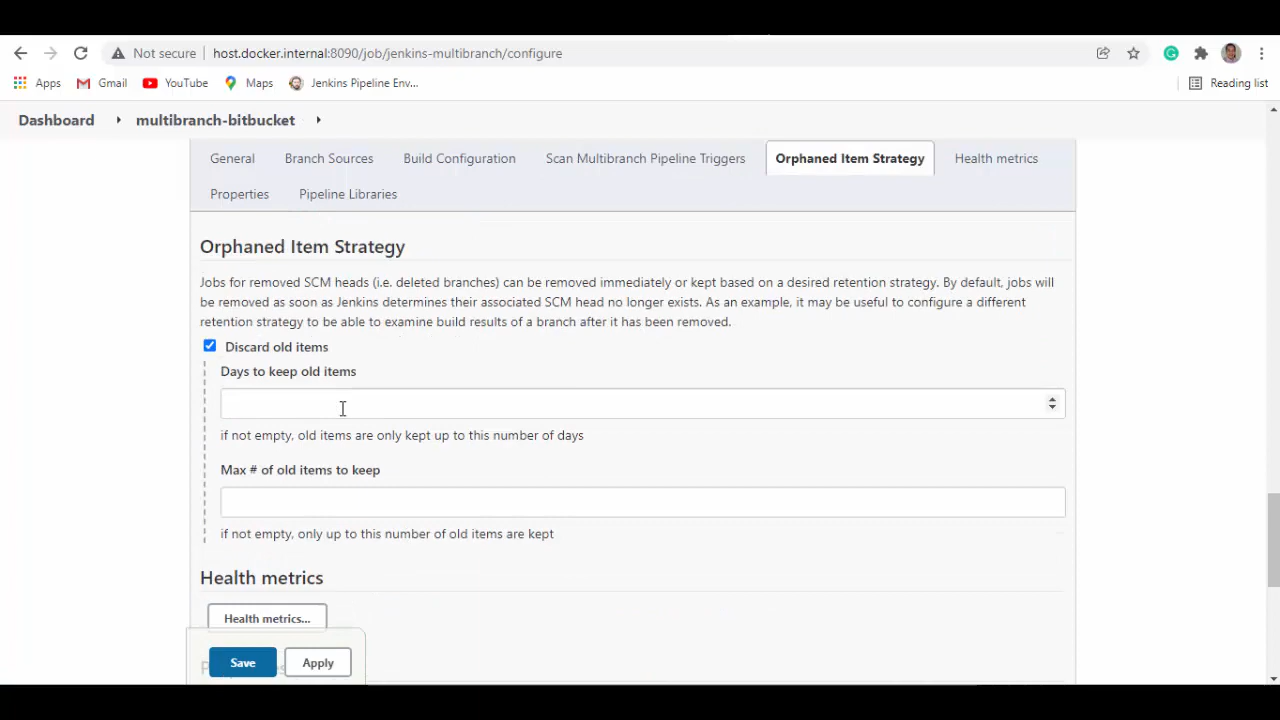 Not secure host.docker.internal:8090/job/jenkins-multibranch/configure
Apps Gmail YouTube Maps Jenkins Pipeline Env... Reading list
Dashboard multibranch-bitbucket
General Branch Sources Build Configuration Scan Multibranch Pipeline Triggers Orphaned Item Strategy Health metrics
Properties Pipeline Libraries
Orphaned Item Strategy
Jobs for removed SCM heads (i.e. deleted branches) can be removed immediately or kept based on a desired retention strategy. By default, jobs will
be removed as soon as Jenkins determines their associated SCM head no longer exists. As an example, it may be useful to configure a different
retention strategy to be able to examine build results of a branch after it has been removed.
Discard old items
Days to keep old items
if not empty, old items are only kept up to this number of days
Max # of old items to keep
if not empty, only up to this number of old items are kept
Health metrics
Health metrics...
Save Apply